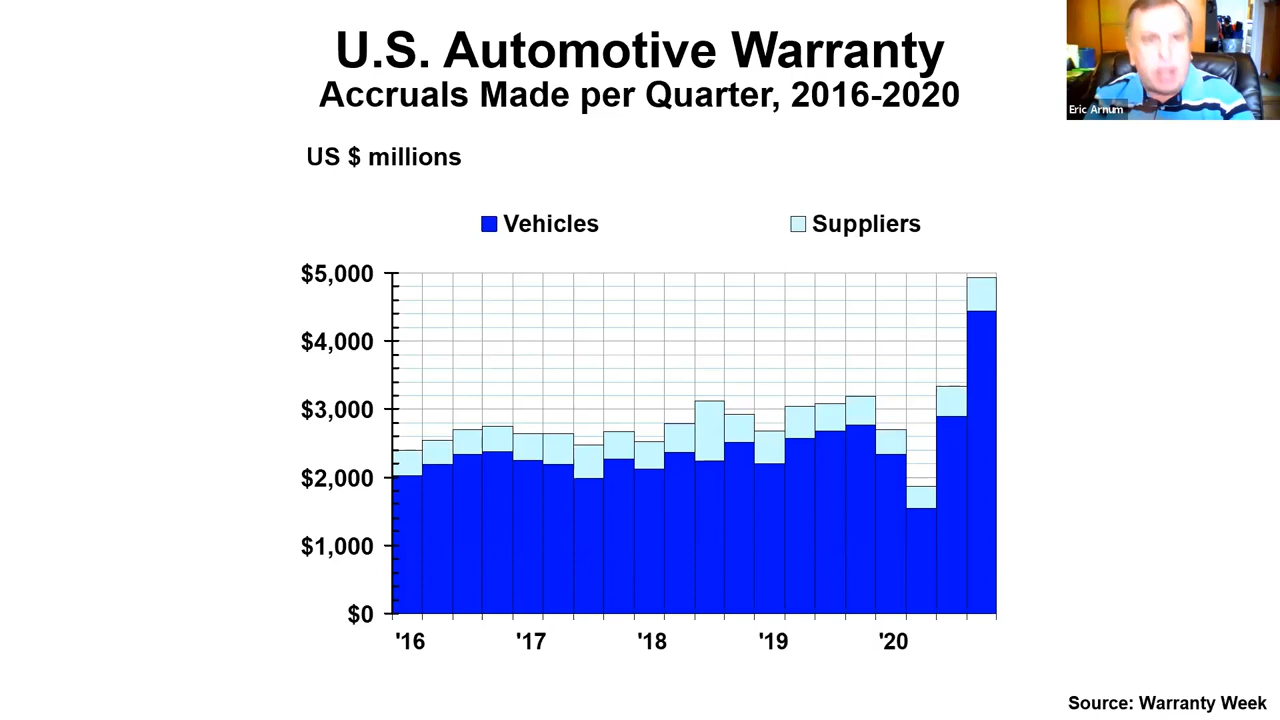 U.S. Automotive Warranty
Accruals Made per Quarter, 2016-2020
Eric Arnum
US $ millions
Vehicles
Suppliers
$5,000
$4,000
$3,000
$2,000
$1,000
$0
'16
'17
'18
'19
'20
Source: Warranty Week